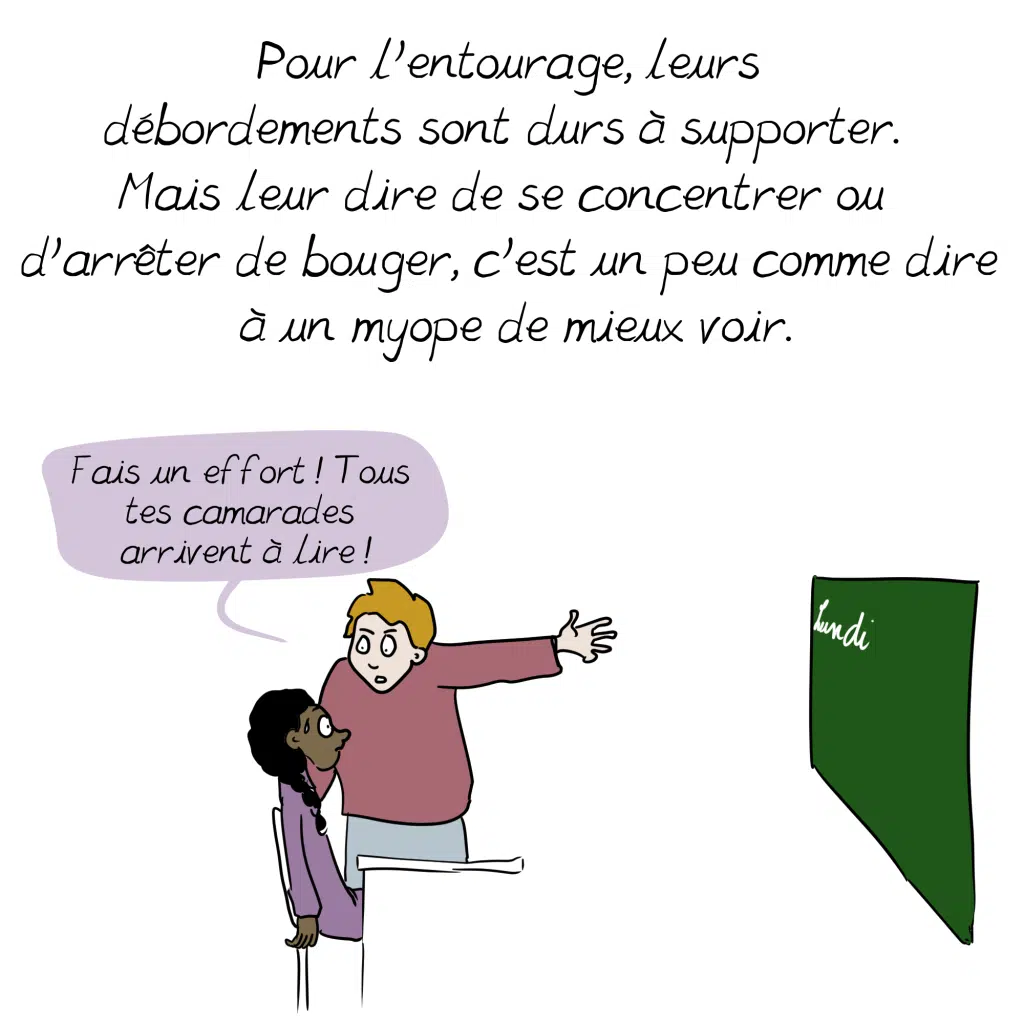 Pour l'entourage, leurs
débordements sont durs à supporter.
Mais leur dire de se concentrer ou
d'arrêter de bouger, c'est un peu comme dire
à un myope de mieux voir.
Fais un effort ! Tous
tes camarades
arrivent à lire !
Lundi